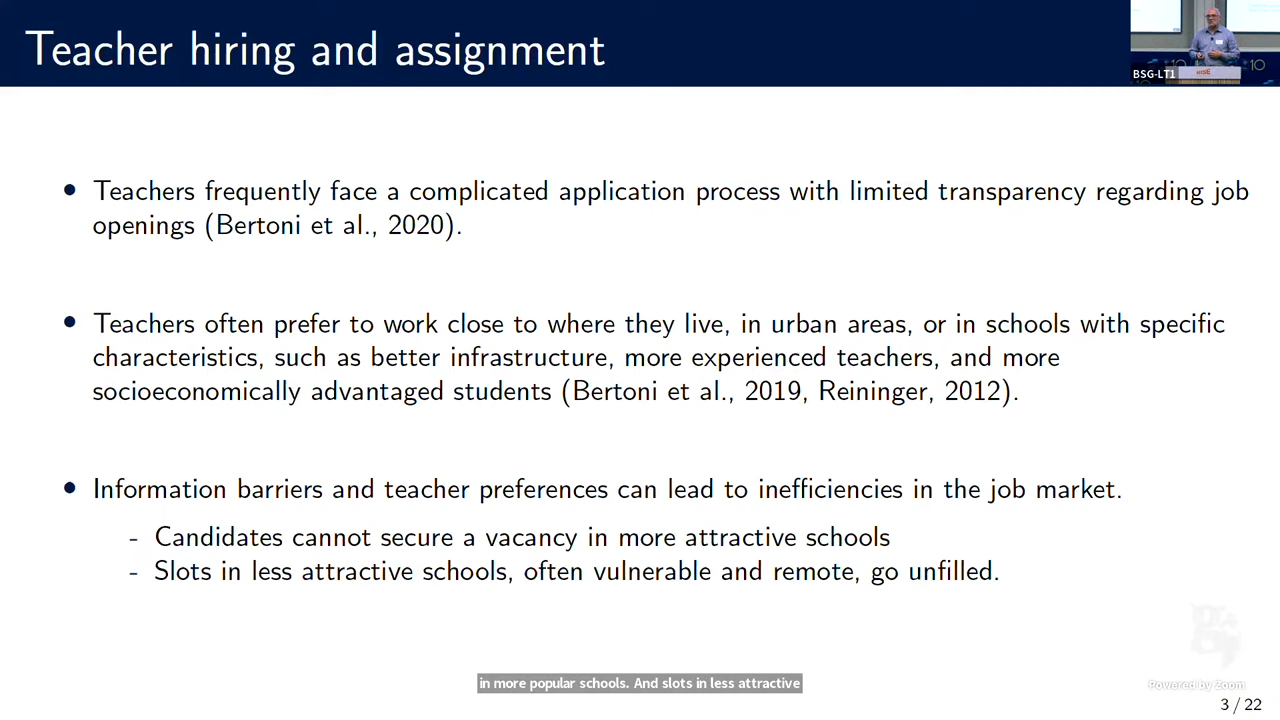 Teacher hiring and assignment
BSG-LT1
RISE
• Teachers frequently face a complicated application process with limited transparency regarding job
openings (Bertoni et al., 2020).
• Teachers often prefer to work close to where they live, in urban areas, or in schools with specific
characteristics, such as better infrastructure, more experienced teachers, and more
socioeconomically advantaged students (Bertoni et al., 2019, Reininger, 2012).
• Information barriers and teacher preferences can lead to inefficiencies in the job market.
- Candidates cannot secure a vacancy in more attractive schools
- Slots in less attractive schools, often vulnerable and remote, go unfilled.
in more popular schools. And slots in less attractive
Powered by Zoom
3 / 22